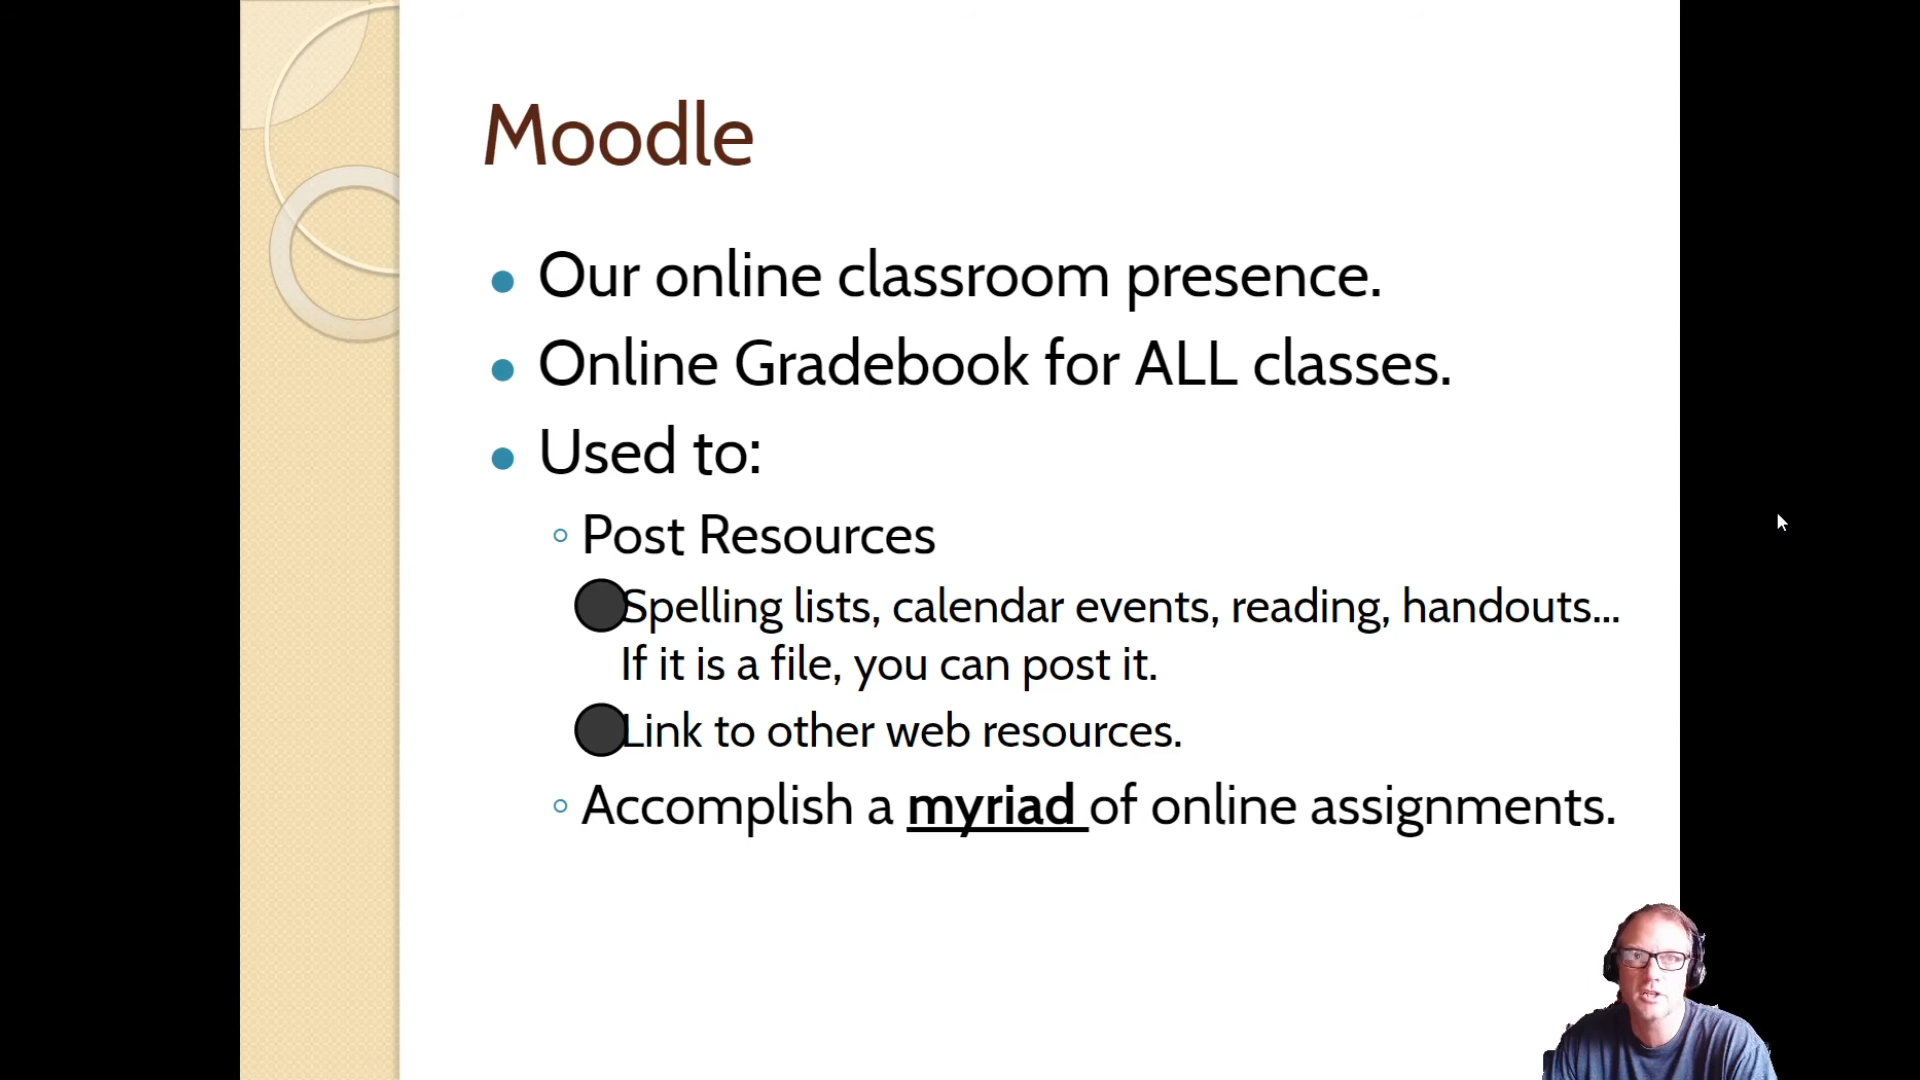 Moodle
Our online classroom presence.
Online Gradebook for ALL classes.
Used to:
Post Resources
Spelling lists, calendar events, reading, handouts...
If it is a file, you can post it.
Link to other web resources.
Accomplish a myriad of online assignments.